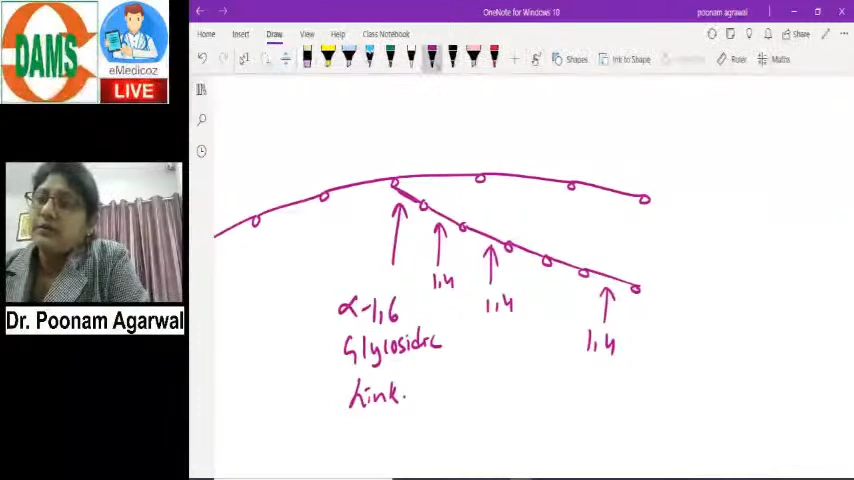 DAMS
eMedicoz
LIVE
Dr. Poonam Agarwal
OneNote for Windows 10
poonam agrawal
Home Insert Draw View Help Class Notebook
Share
Shapes
Ink to Shape
Ruler
Maths
α-1,6
Glycosidic
Link.
1,4
1,4
1,4